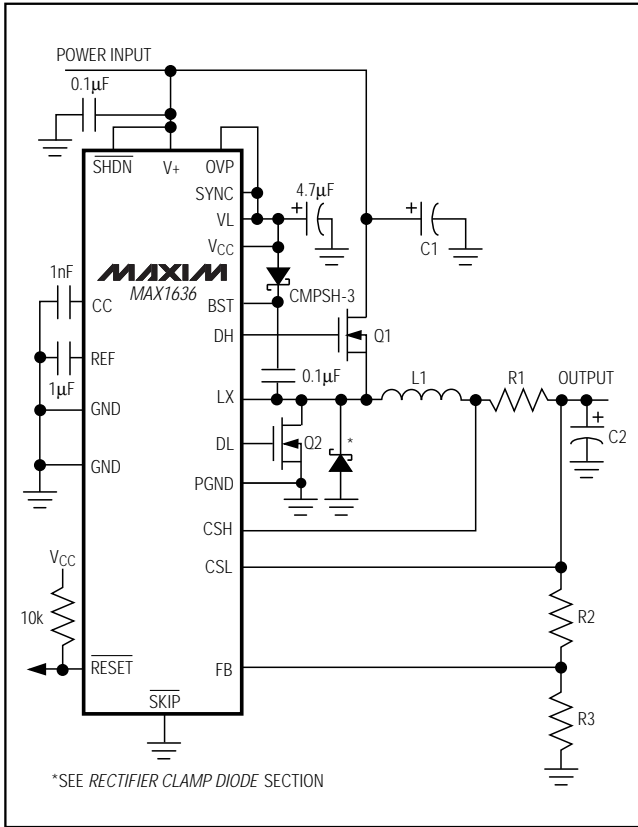 POWER INPUT
0.1µF
SHDN V+ OVP
SYNC
4.7µF
+
VL
+
C1
VCC
MAXIM
MAX1636
1nF
CC
CMPSH-3
BST
DH
Q1
REF
1µF
0.1µF
L1
R1
OUTPUT
LX
+
C2
GND
DL
Q2
*
GND
PGND
CSH
VCC
CSL
10k
R2
RESET
FB
R3
SKIP
*SEE RECTIFIER CLAMP DIODE SECTION